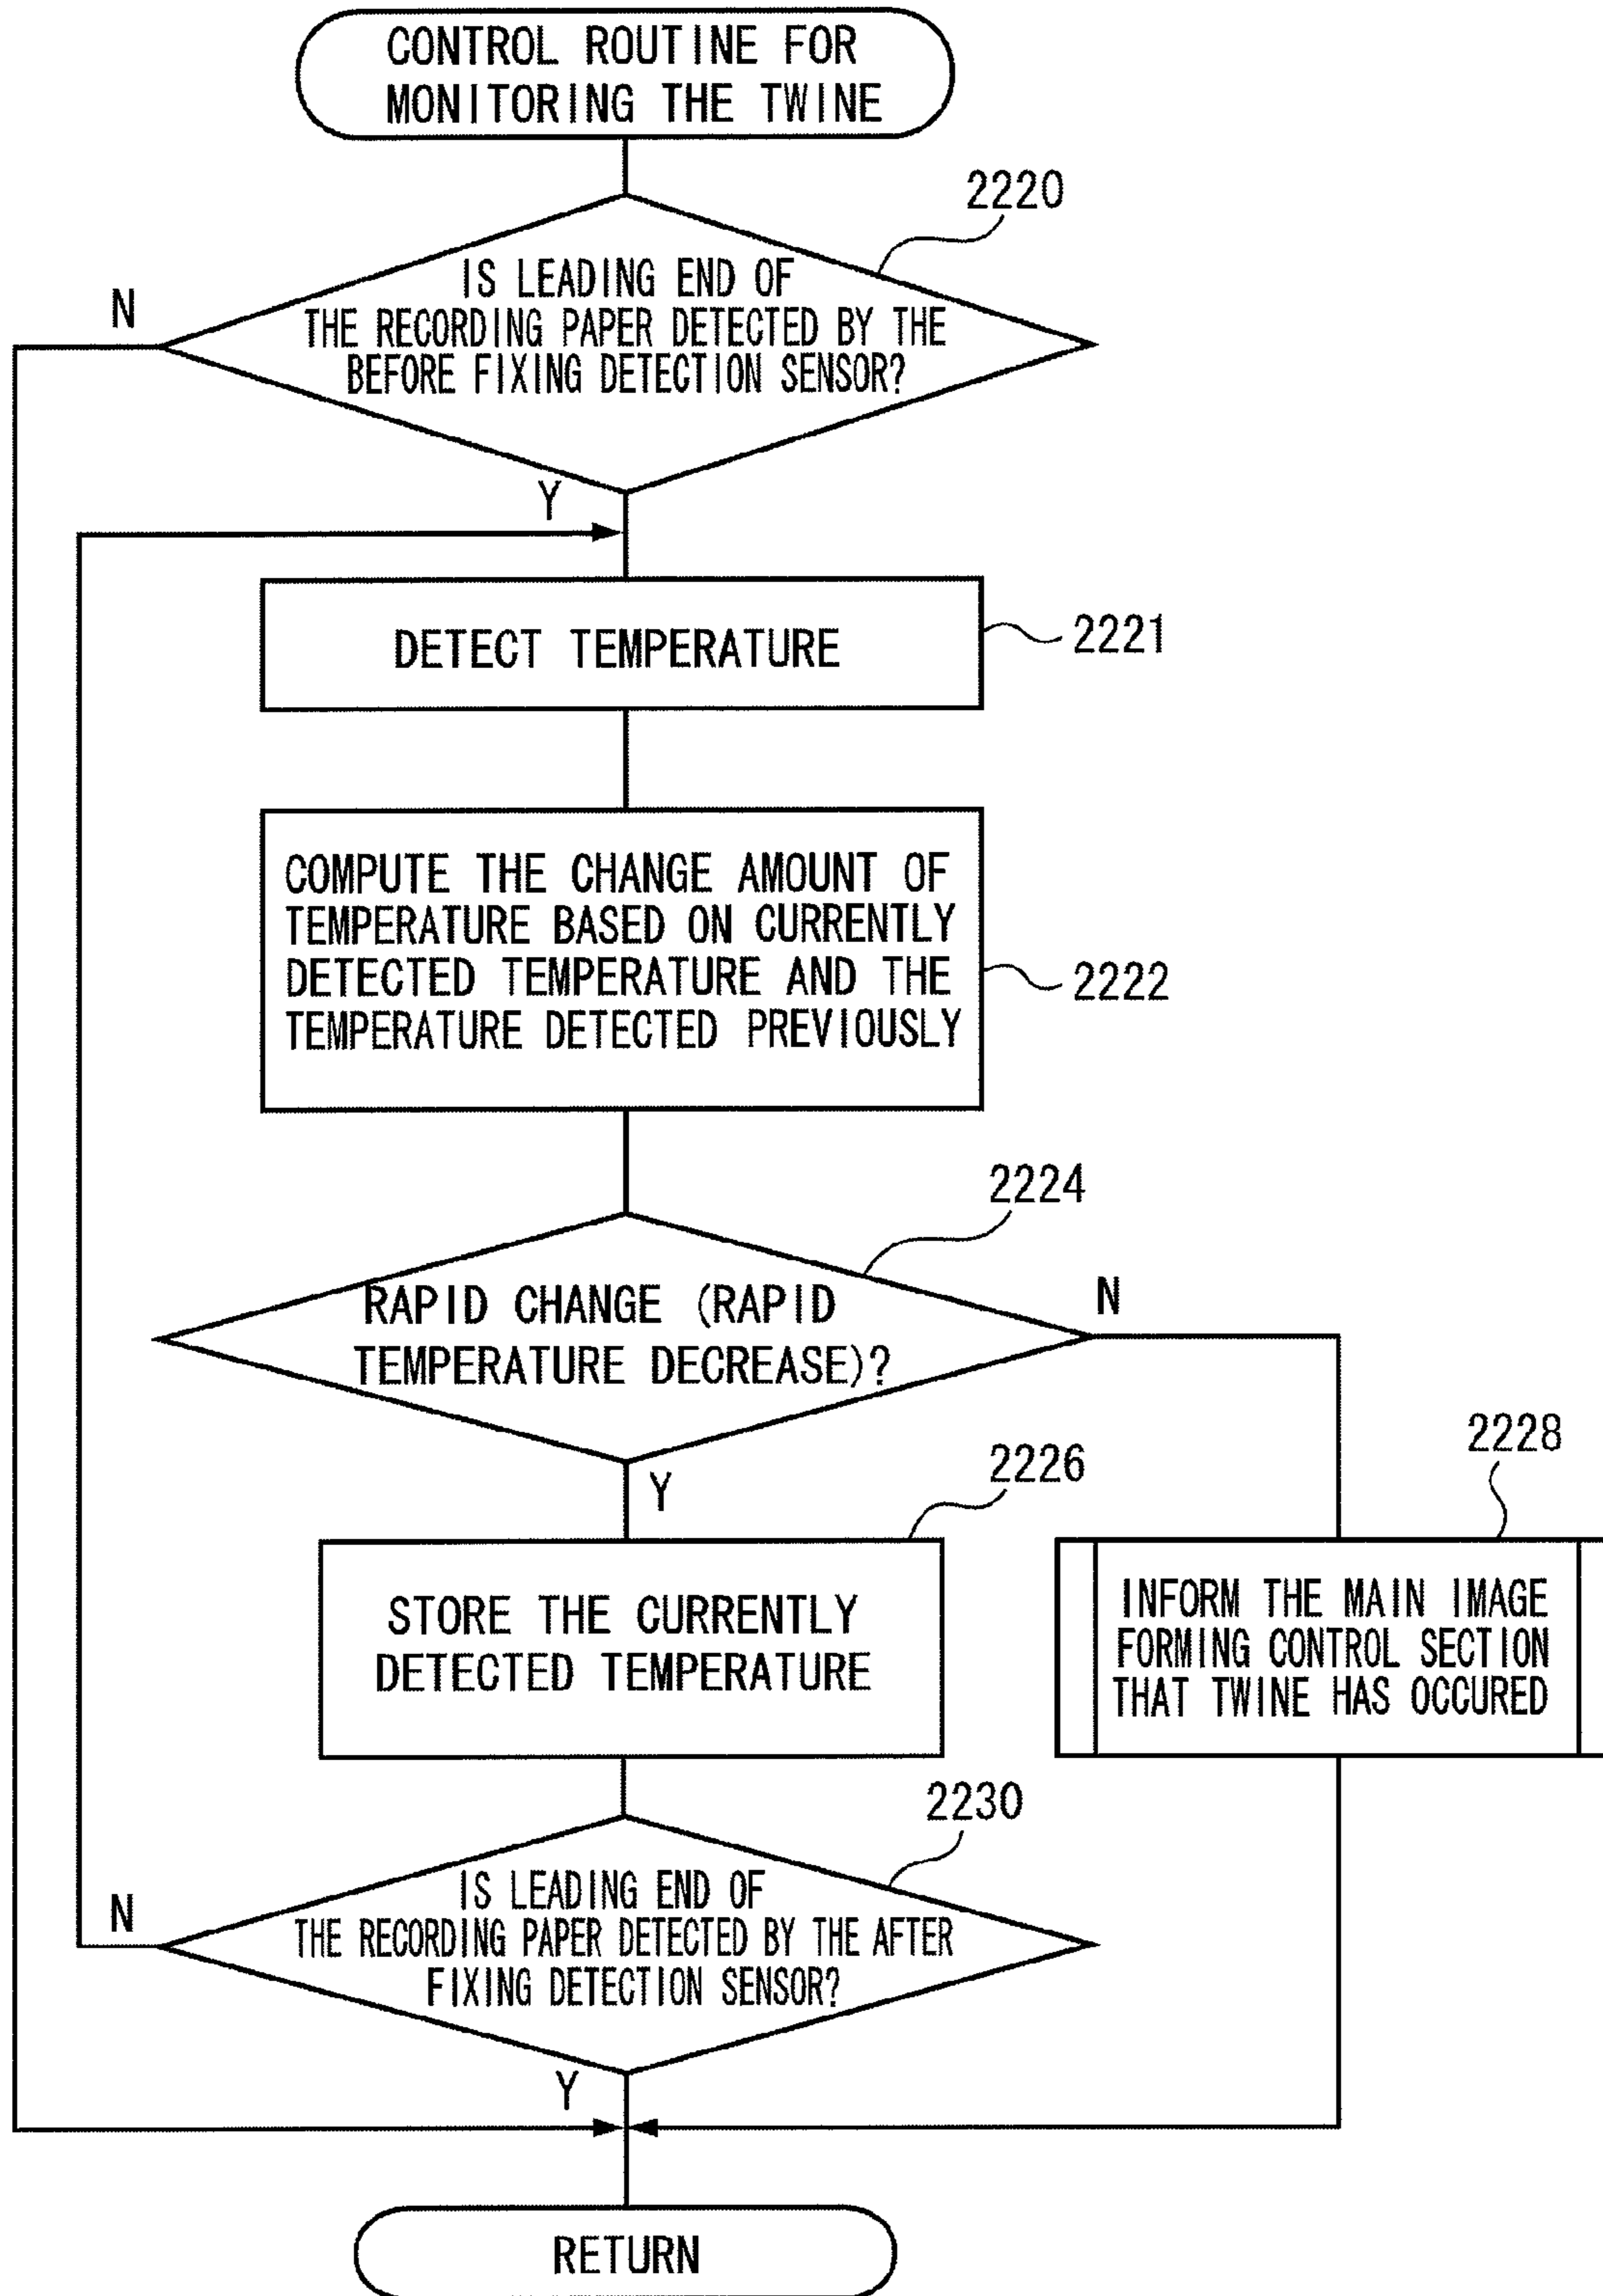 CONTROL ROUTINE FOR
MONITORING THE TWINE
2220
IS LEADING END OF
THE RECORDING PAPER DETECTED BY THE
BEFORE FIXING DETECTION SENSOR?
N
Y
DETECT TEMPERATURE
2221
COMPUTE THE CHANGE AMOUNT OF
TEMPERATURE BASED ON CURRENTLY
DETECTED TEMPERATURE AND THE
TEMPERATURE DETECTED PREVIOUSLY
2222
2224
RAPID CHANGE (RAPID
TEMPERATURE DECREASE)?
N
Y
2226
STORE THE CURRENTLY
DETECTED TEMPERATURE
2228
INFORM THE MAIN IMAGE
FORMING CONTROL SECTION
THAT TWINE HAS OCCURED
2230
IS LEADING END OF
THE RECORDING PAPER DETECTED BY THE AFTER
FIXING DETECTION SENSOR?
N
Y
RETURN